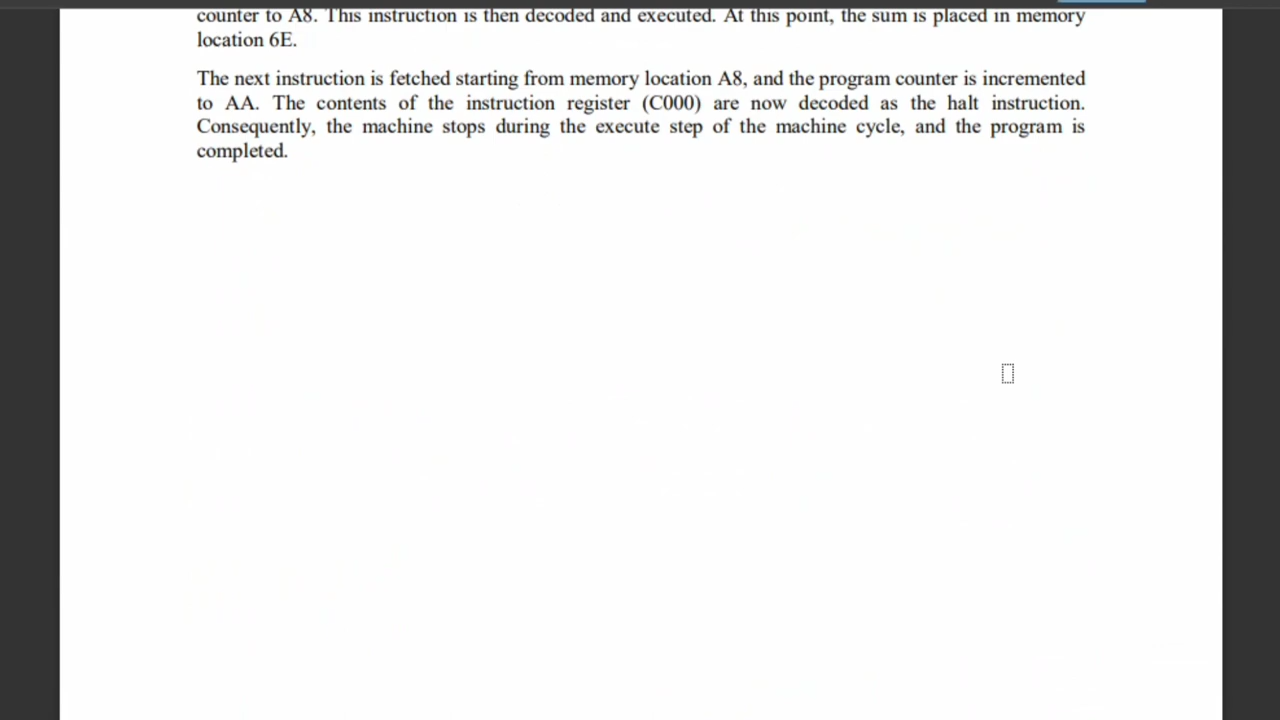 counter to A8. This instruction is then decoded and executed. At this point, the sum is placed in memory
location 6E.
The next instruction is fetched starting from memory location A8, and the program counter is incremented
to AA. The contents of the instruction register (C000) are now decoded as the halt instruction.
Consequently, the machine stops during the execute step of the machine cycle, and the program is
completed.